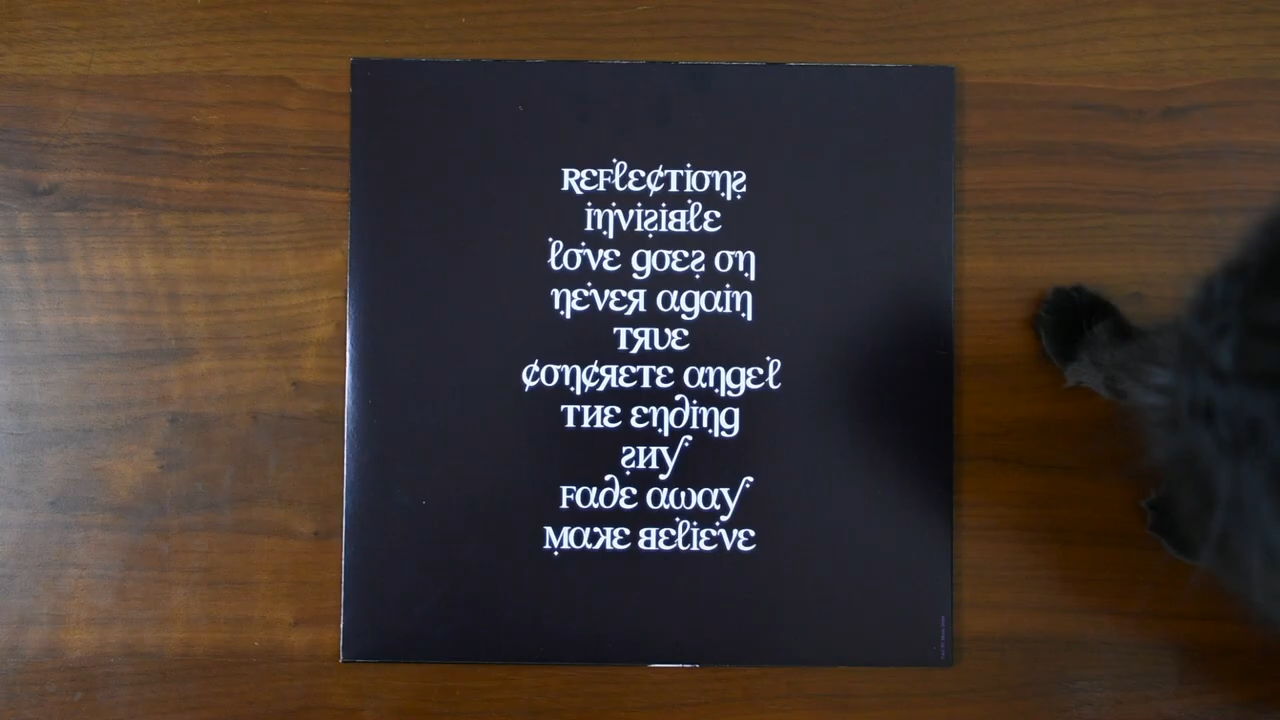 Reflections
Invisible
Love Goes On
Never Again
True
Concrete Angel
The Ending
Shy
Fade Away
Make Believe